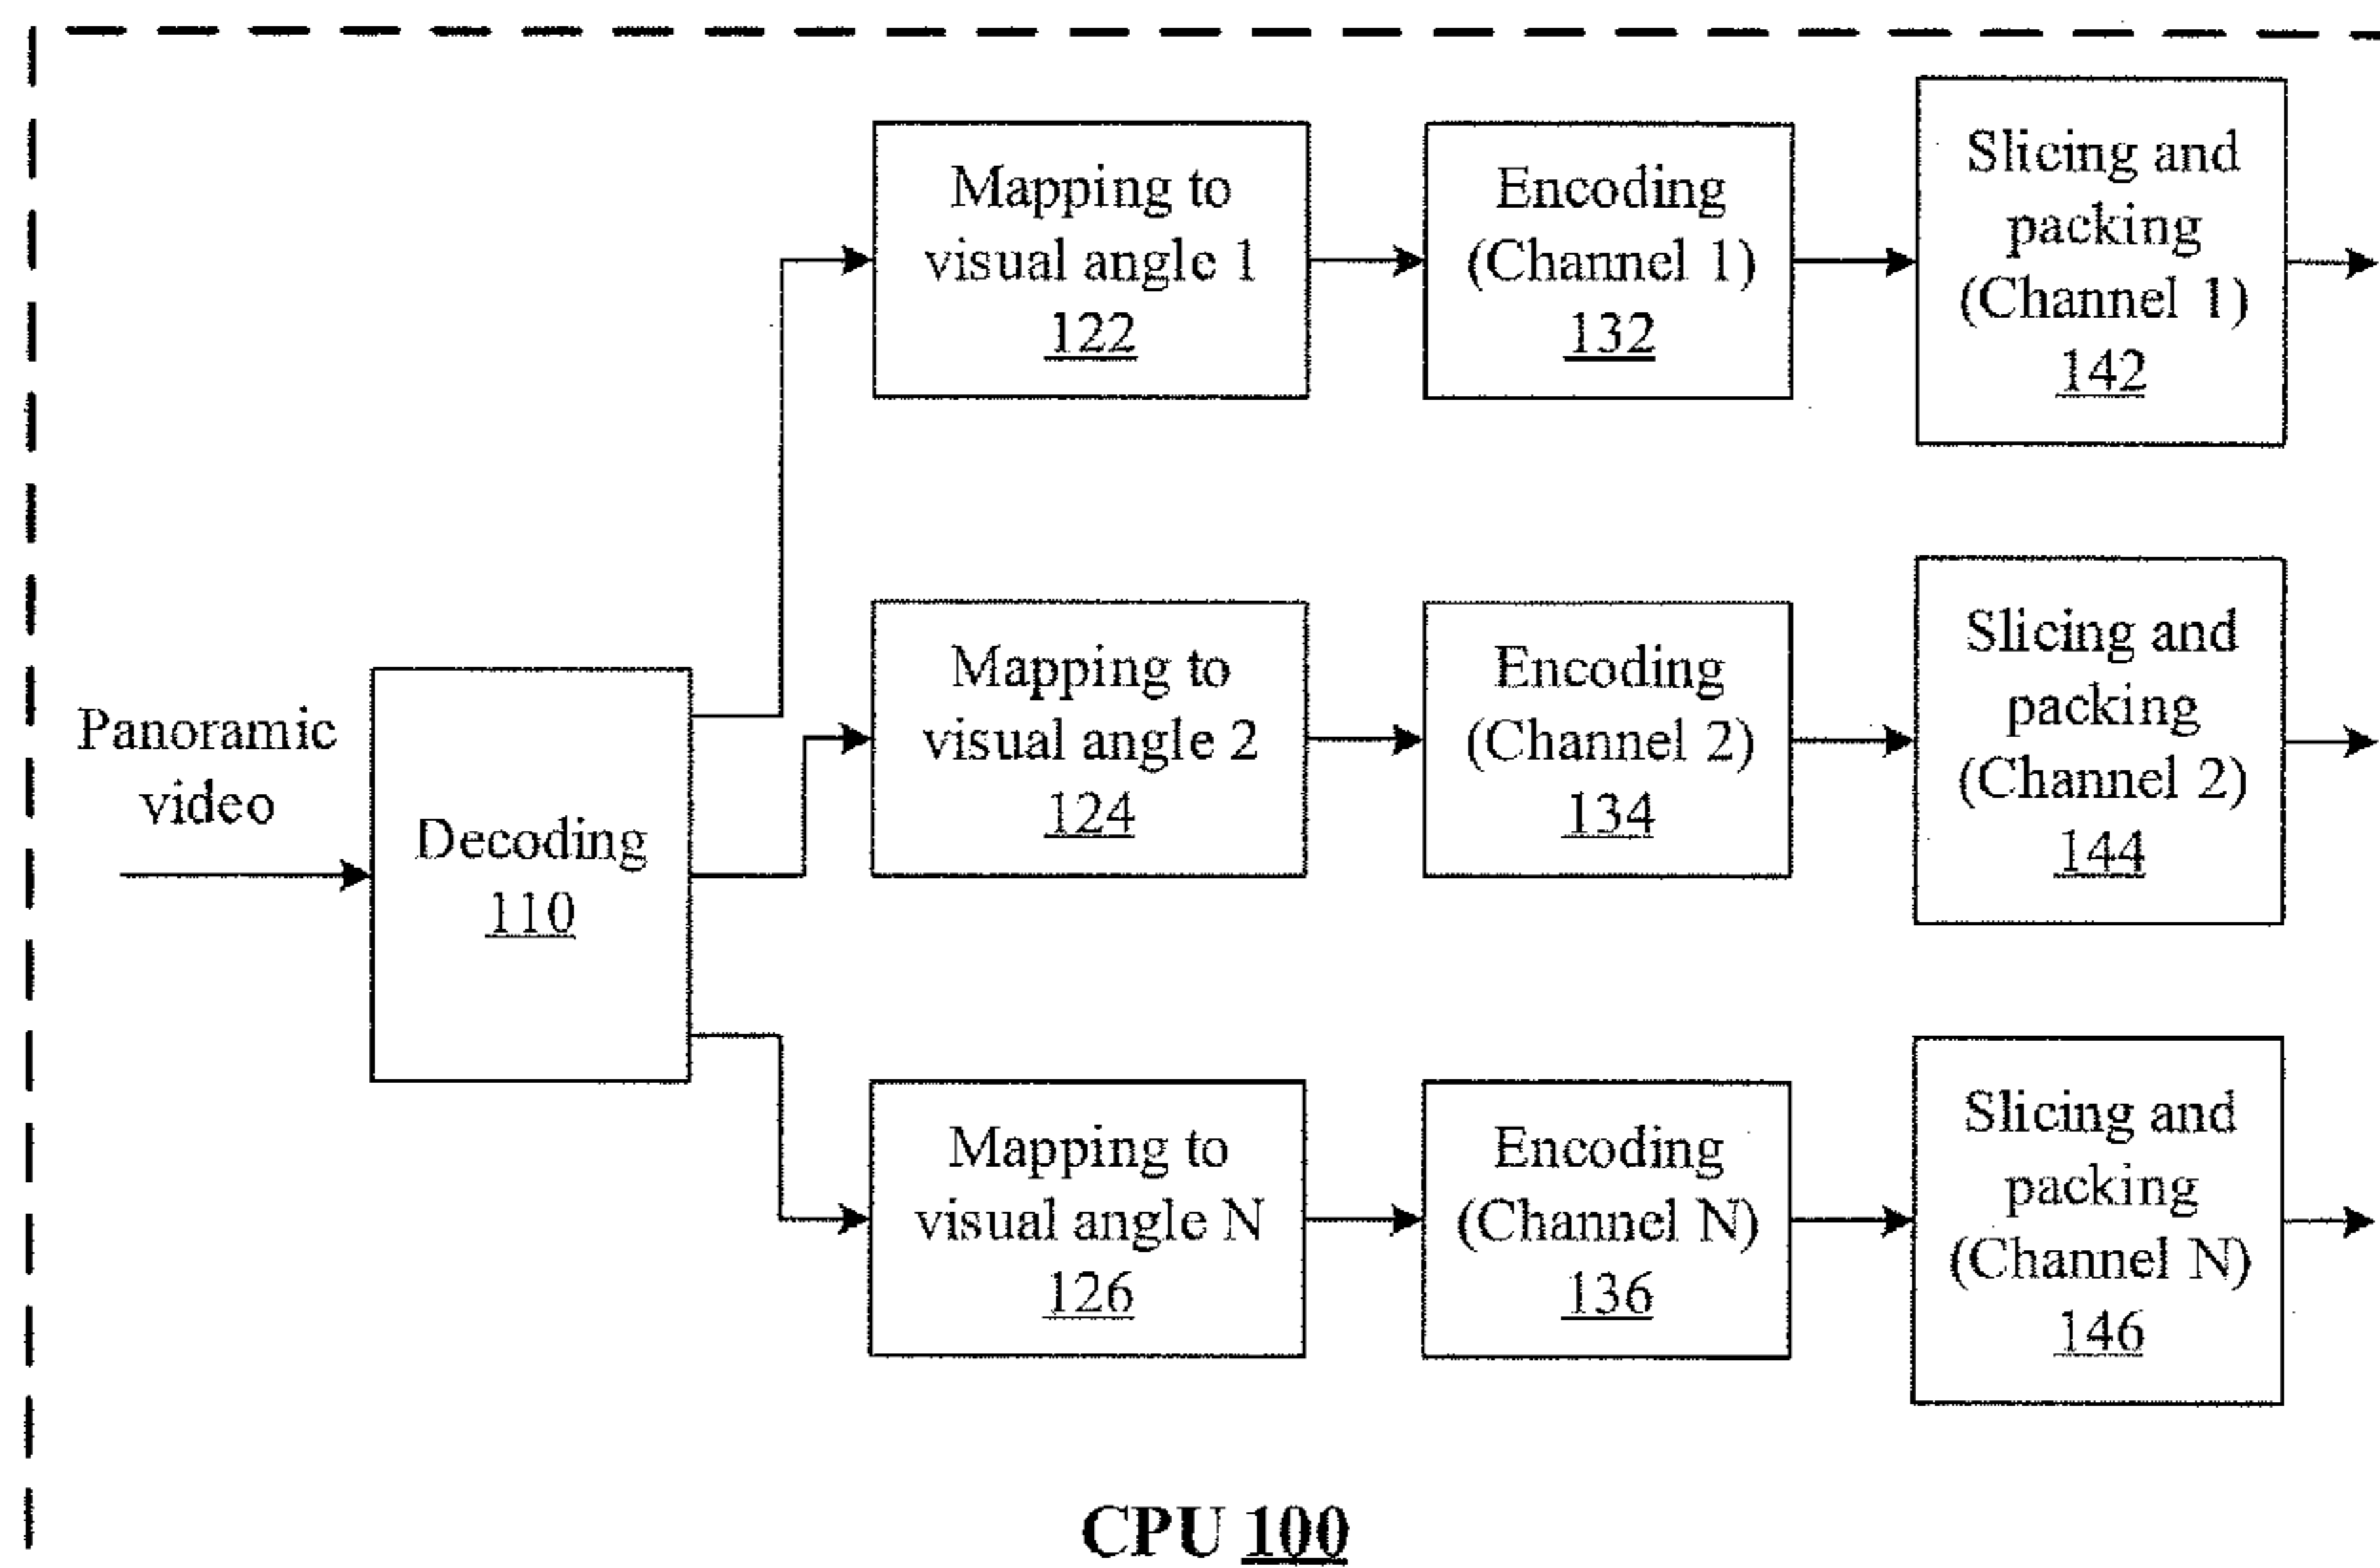 Panoramic
video
Decoding
110
Mapping to
visual angle 1
122
Encoding
(Channel 1)
132
Slicing and
packing
(Channel 1)
142
Mapping to
visual angle 2
124
Encoding
(Channel 2)
134
Slicing and
packing
(Channel 2)
144
Mapping to
visual angle N
126
Encoding
(Channel N)
136
Slicing and
packing
(Channel N)
146
CPU 100